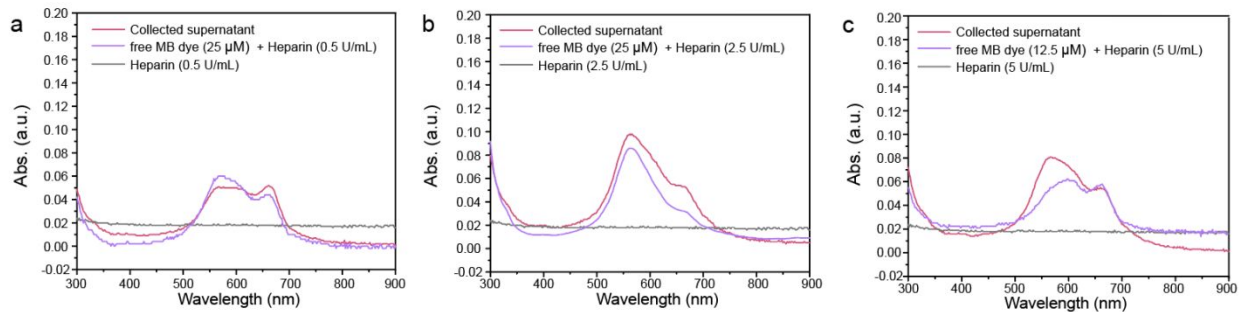 a
Collected supernatant
free MB dye (25 µM) + Heparin (0.5 U/mL)
Heparin (0.5 U/mL)
Abs. (a.u.)
0.20
0.18
0.16
0.14
0.12
0.10
0.08
0.06
0.04
0.02
0.00
-0.02
300 400 500 600 700 800 900
Wavelength (nm)
b
Collected supernatant
free MB dye (25 µM) + Heparin (2.5 U/mL)
Heparin (2.5 U/mL)
Abs. (a.u.)
0.20
0.18
0.16
0.14
0.12
0.10
0.08
0.06
0.04
0.02
0.00
-0.02
300 400 500 600 700 800 900
Wavelength (nm)
c
Collected supernatant
free MB dye (12.5 µM) + Heparin (5 U/mL)
Heparin (5 U/mL)
Abs. (a.u.)
0.20
0.18
0.16
0.14
0.12
0.10
0.08
0.06
0.04
0.02
0.00
-0.02
300 400 500 600 700 800 900
Wavelength (nm)